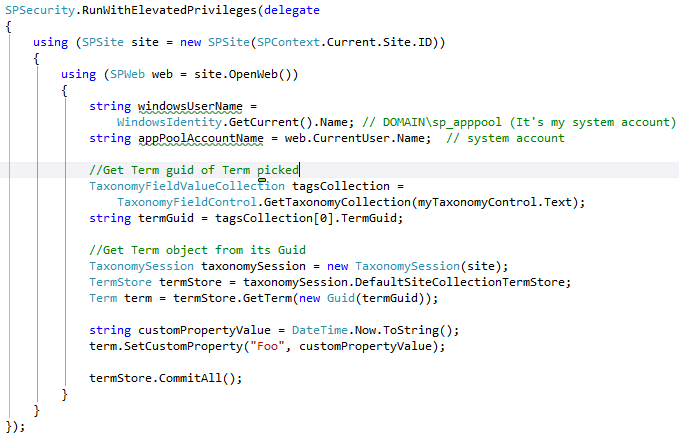 SPSecurity.RunWithElevatedPrivileges(delegate
{
using (SPSite site = new SPSite(SPContext.Current.Site.ID))
{
using (SPWeb web = site.OpenWeb())
{
string windowsUserName =
WindowsIdentity.GetCurrent().Name; // DOMAIN\sp_apppool (It's my system account)
string appPoolAccountName = web.CurrentUser.Name;  // system account
//Get Term guid of Term picked
TaxonomyFieldValueCollection tagsCollection =
TaxonomyFieldControl.GetTaxonomyCollection(myTaxonomyControl.Text);
string termGuid = tagsCollection[0].TermGuid;
//Get Term object from its Guid
TaxonomySession taxonomySession = new TaxonomySession(site);
TermStore termStore = taxonomySession.DefaultSiteCollectionTermStore;
Term term = termStore.GetTerm(new Guid(termGuid));
string customPropertyValue = DateTime.Now.ToString();
term.SetCustomProperty("Foo", customPropertyValue);
termStore.CommitAll();
}
}
});